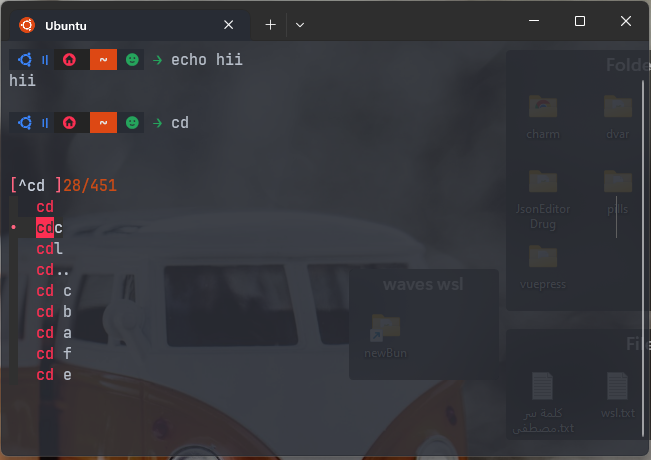 Ubuntu
~ → echo hii
hii
~ → cd
[^cd ]28/451
cd
cdc
cdl
cd..
cd c
cd b
cd a
cd f
cd e
Folde
charm
dvar
JsonEditor
Drug
pills
vuepress
waves wsl
newBun
File
كلمة سر
مصطفى.txt
wsl.txt